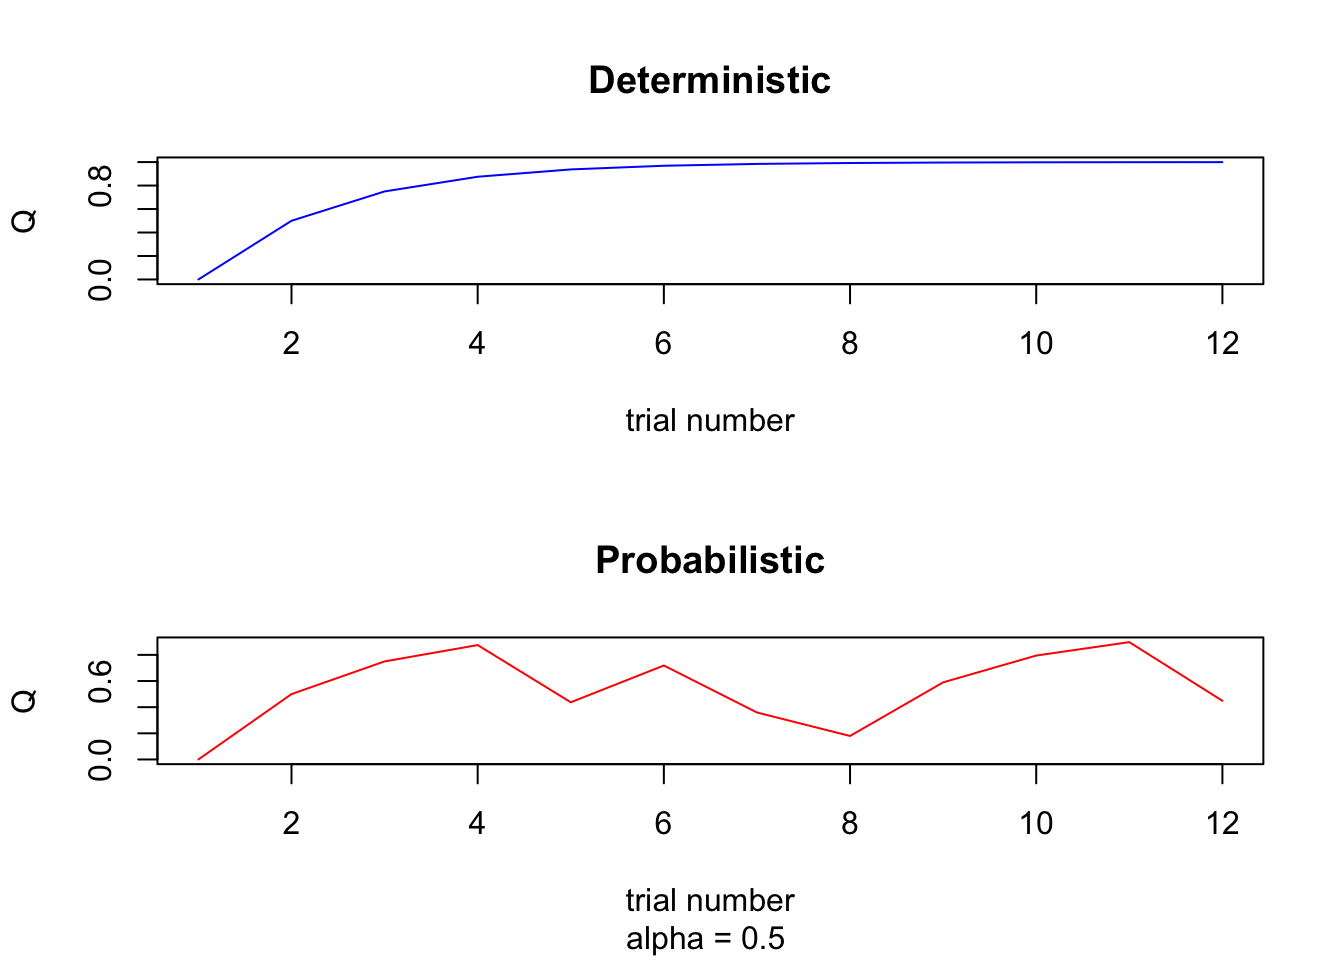 Deterministic
Q
0.8
0.0
2 4 6 8 10 12
trial number
Probabilistic
Q
0.6
0.0
2 4 6 8 10 12
trial number
alpha = 0.5